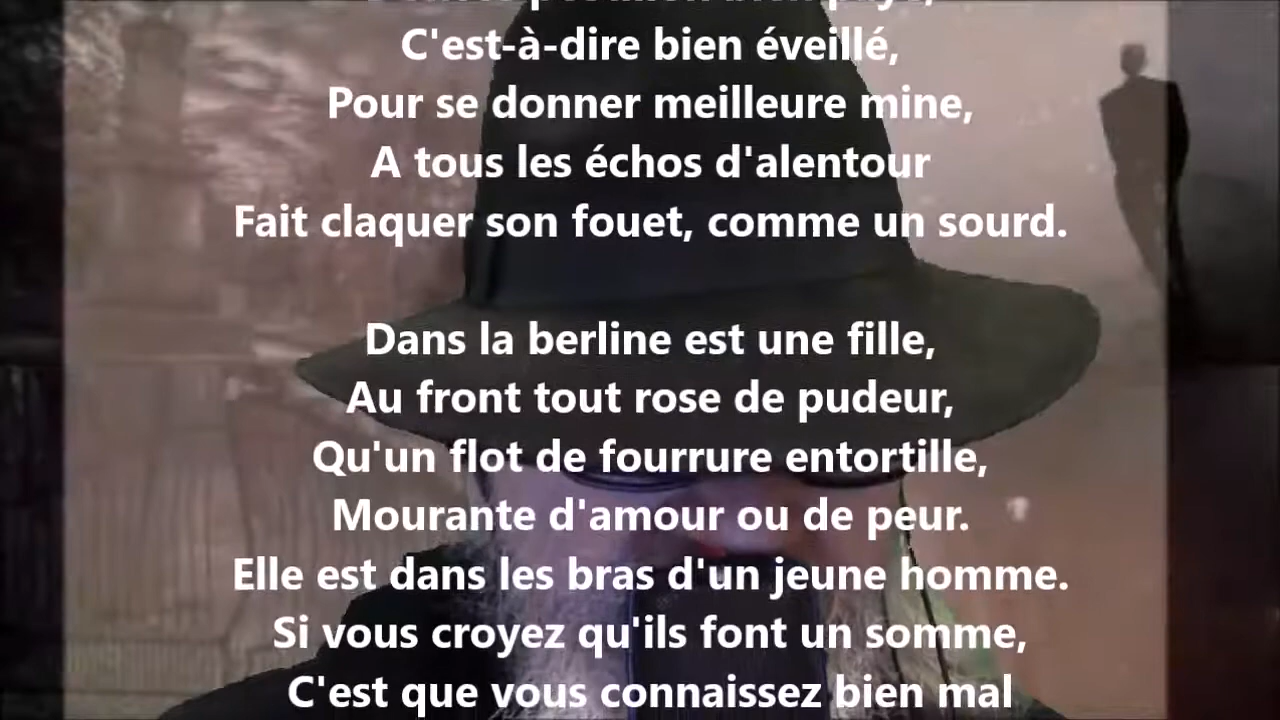 C'est-à-dire bien éveillé,
Pour se donner meilleure mine,
A tous les échos d'alentour
Fait claquer son fouet, comme un sourd.
Dans la berline est une fille,
Au front tout rose de pudeur,
Qu'un flot de fourrure entortille,
Mourante d'amour ou de peur.
Elle est dans les bras d'un jeune homme.
Si vous croyez qu'ils font un somme,
C'est que vous connaissez bien mal